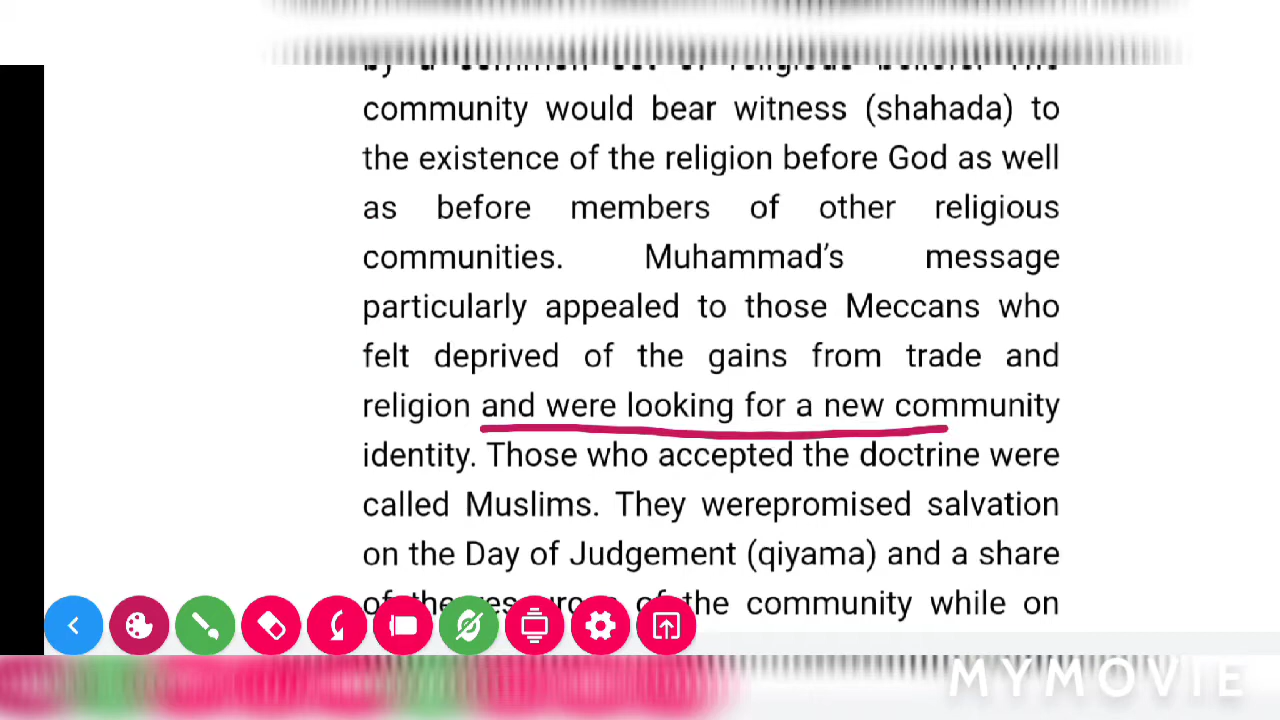 community would bear witness (shahada) to
the existence of the religion before God as well
as before members of other religious
communities. Muhammad's message
particularly appealed to those Meccans who
felt deprived of the gains from trade and
religion and were looking for a new community
identity. Those who accepted the doctrine were
called Muslims. They werepromised salvation
on the Day of Judgement (qiyama) and a share
of the community while on
MYMOVIE